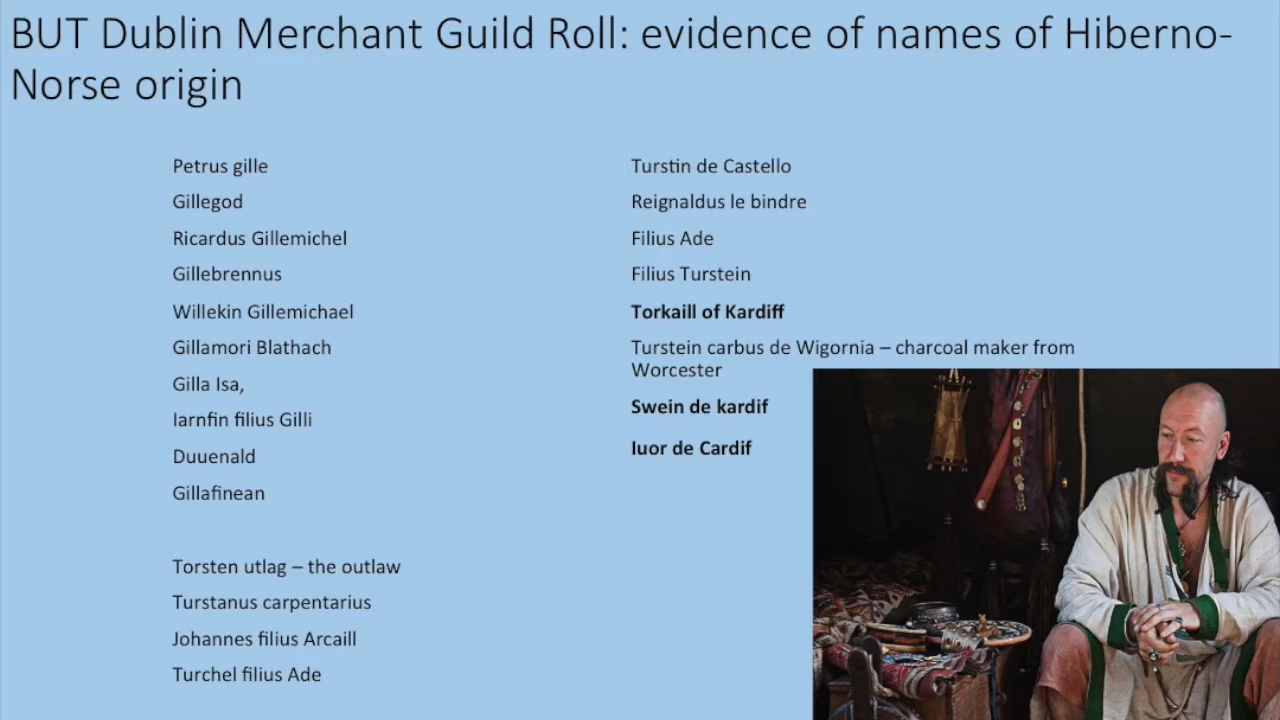 BUT Dublin Merchant Guild Roll: evidence of names of Hiberno-
Norse origin
Petrus gille
Gillegod
Ricardus Gillemichel
Gillebrennus
Willekin Gillemichael
Gillamori Blathach
Gilla Isa,
Iarnfin filius Gilli
Duuenald
Gillafinean
Torsten utlag – the outlaw
Turstanus carpentarius
Johannes filius Arcaill
Turchel filius Ade
Turstin de Castello
Reignaldus le bindre
Filius Ade
Filius Turstein
Torkaill of Kardiff
Turstein carbus de Wigornia – charcoal maker from
Worcester
Swein de kardif
Iuor de Cardif